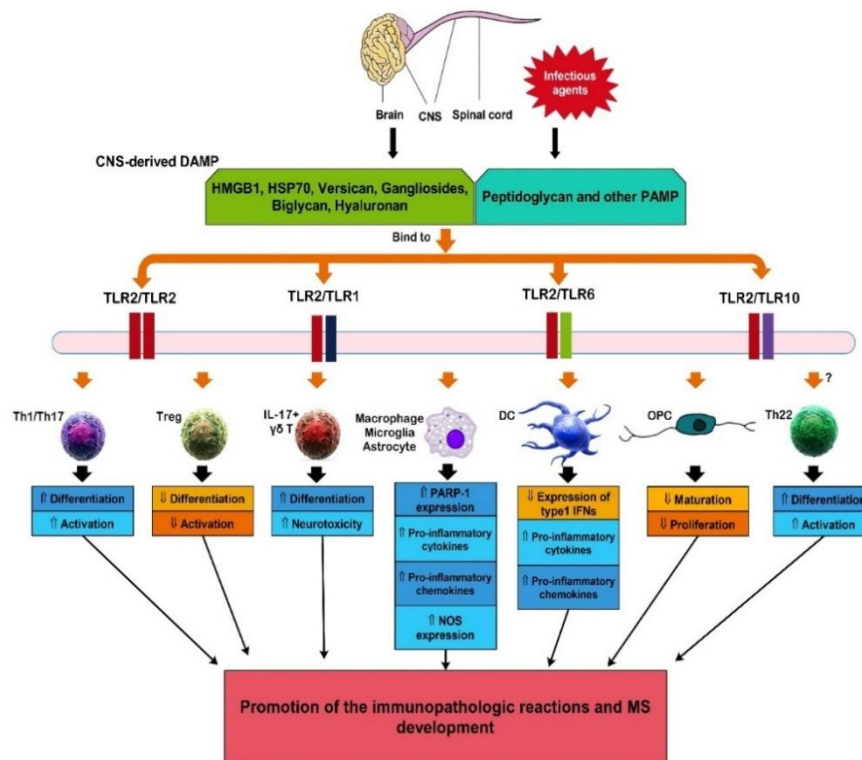 Infectious
agents
Brain
CNS
Spinal cord
CNS-derived DAMP
HMGB1, HSP70, Versican, Gangliosides,
Biglycan, Hyaluronan
Peptidoglycan and other PAMP
Bind to
TLR2/TLR2
TLR2/TLR1
TLR2/TLR6
TLR2/TLR10
?
Th1/Th17
Treg
IL-17+
γδ T
Macrophage
Microglia
Astrocyte
DC
OPC
Th22
⇑ Differentiation
⇑ Activation
⇓ Differentiation
⇓ Activation
⇑ Differentiation
⇑ Neurotoxicity
⇑ PARP-1
expression
⇑ Pro-inflammatory
cytokines
⇑ Pro-inflammatory
chemokines
⇑ NOS
expression
⇓ Expression of
type1 IFNs
⇑ Pro-inflammatory
cytokines
⇑ Pro-inflammatory
chemokines
⇓ Maturation
⇓ Proliferation
⇑ Differentiation
⇑ Activation
Promotion of the immunopathologic reactions and MS
development